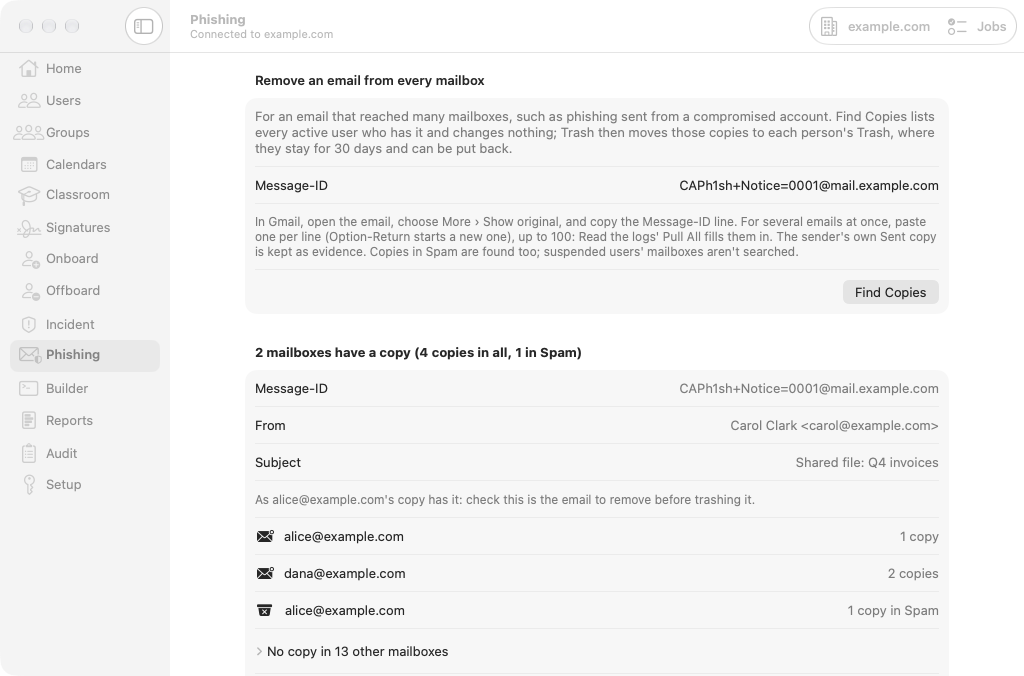 Phishing
Connected to example.com
example.com
Jobs
Home
Users
Groups
Calendars
Classroom
Signatures
Onboard
Offboard
Incident
Phishing
Builder
Reports
Audit
Setup
Remove an email from every mailbox
For an email that reached many mailboxes, such as phishing sent from a compromised account. Find Copies lists
every active user who has it and changes nothing; Trash then moves those copies to each person's Trash, where
they stay for 30 days and can be put back.
Message-ID CAPh1sh+Notice=0001@mail.example.com
In Gmail, open the email, choose More › Show original, and copy the Message-ID line. For several emails at once, paste
one per line (Option-Return starts a new one), up to 100: Read the logs' Pull All fills them in. The sender's own Sent copy
is kept as evidence. Copies in Spam are found too; suspended users' mailboxes aren't searched.
Find Copies
2 mailboxes have a copy (4 copies in all, 1 in Spam)
Message-ID CAPh1sh+Notice=0001@mail.example.com
From Carol Clark <carol@example.com>
Subject Shared file: Q4 invoices
As alice@example.com's copy has it: check this is the email to remove before trashing it.
alice@example.com 1 copy
dana@example.com 2 copies
alice@example.com 1 copy in Spam
No copy in 13 other mailboxes